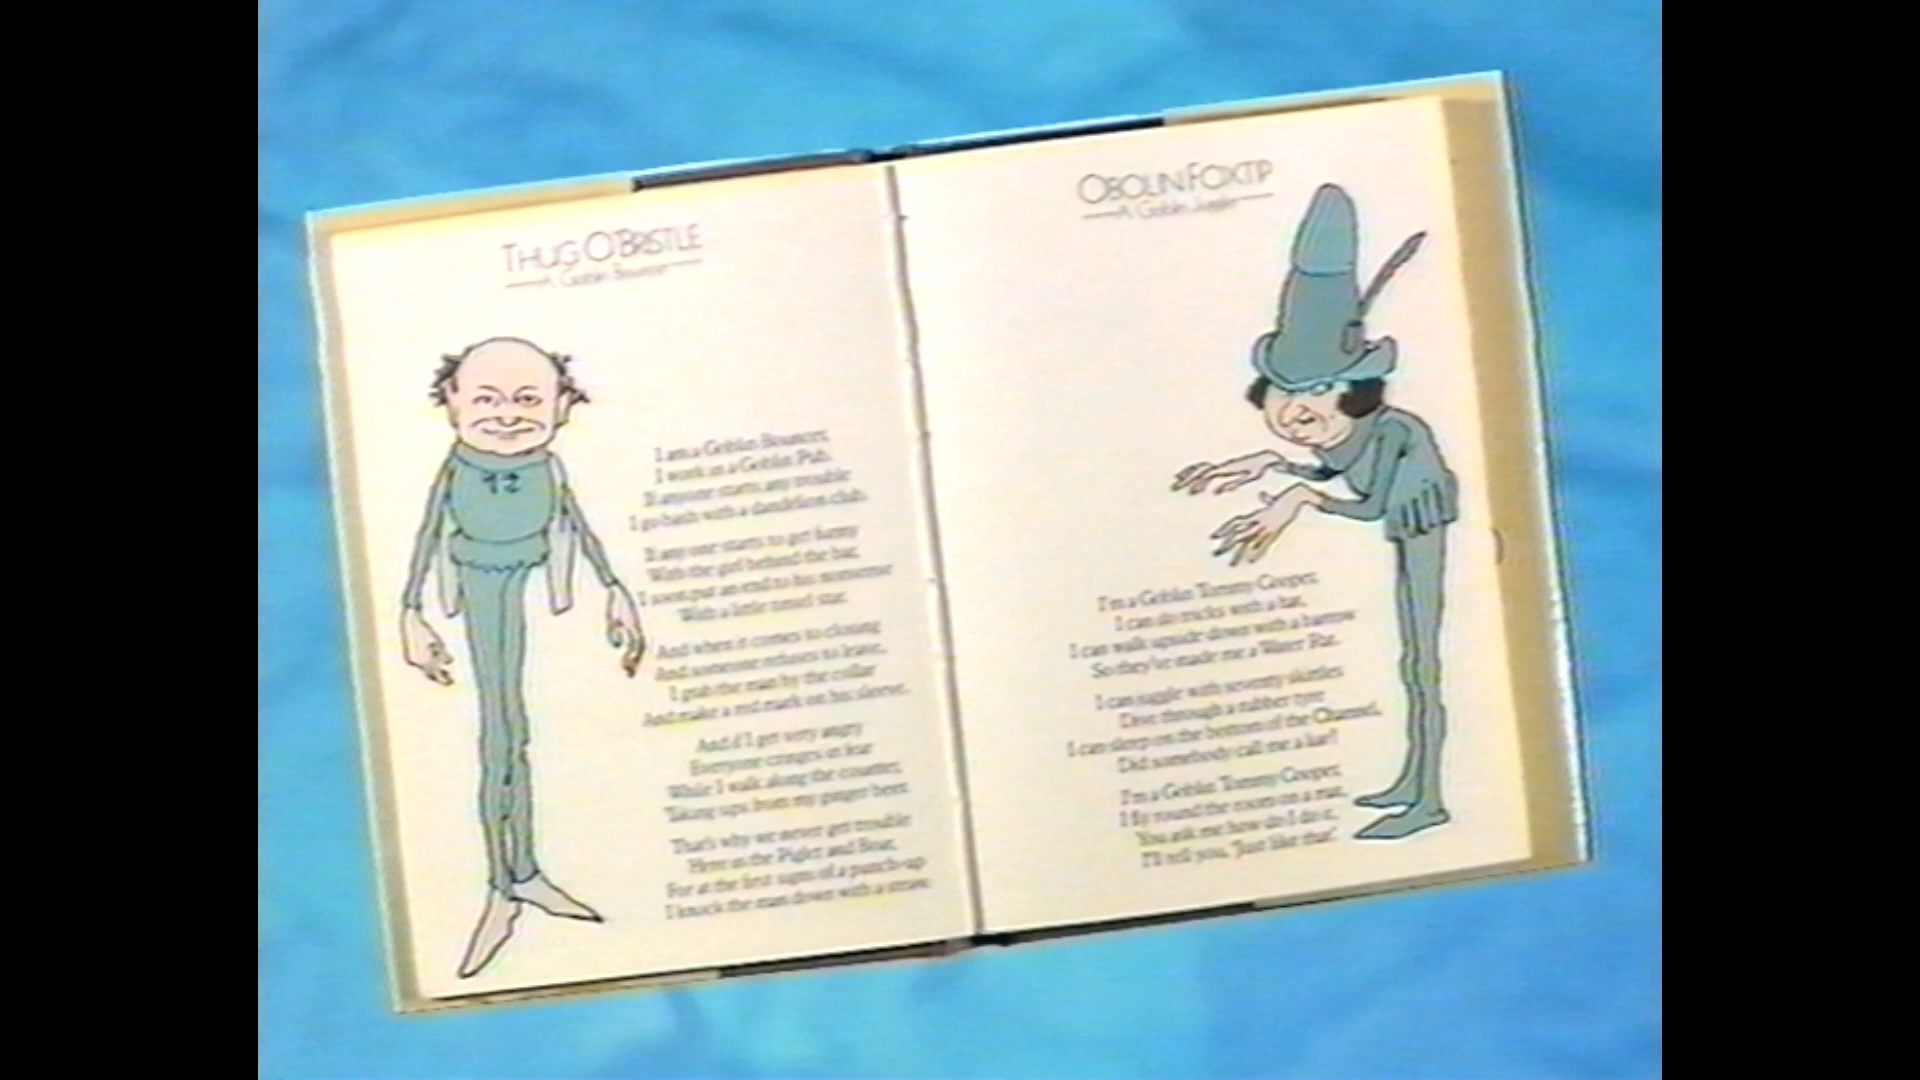 THUG O'BRISTLE
A Goblin Bouncer
I am a Goblin Bouncer,
I work in a Goblin Pub,
If anyone starts any trouble
I go bash with a dandelion club.
If anyone starts to get funny
With the girl behind the bar,
I soon put an end to his nonsense
With a little tinsel star.
And when it comes to closing
And someone refuses to leave,
I grab the man by the collar
And make a red mark on his sleeve.
And if I get very angry
Everyone cringes in fear
While I walk along the counter,
Taking sips from my ginger beer.
That's why we never get trouble
Here in the Piglet and Boar,
For at the first signs of a punch-up
I knock the man down with a straw.
OBOLIN FOXTIP
A Goblin Juggler
I'm a Goblin Tommy Cooper,
I can do tricks with a hat,
I can walk upside-down with a barrow
So they've made me a Water Rat.
I can juggle with seventy skittles
Dive through a rubber tyre
I can sleep on the bottom of the Channel,
Did somebody call me a liar?
I'm a Goblin Tommy Cooper,
I fly round the room on a mat,
You ask me how do I do it,
I'll tell you, 'Just like that'.